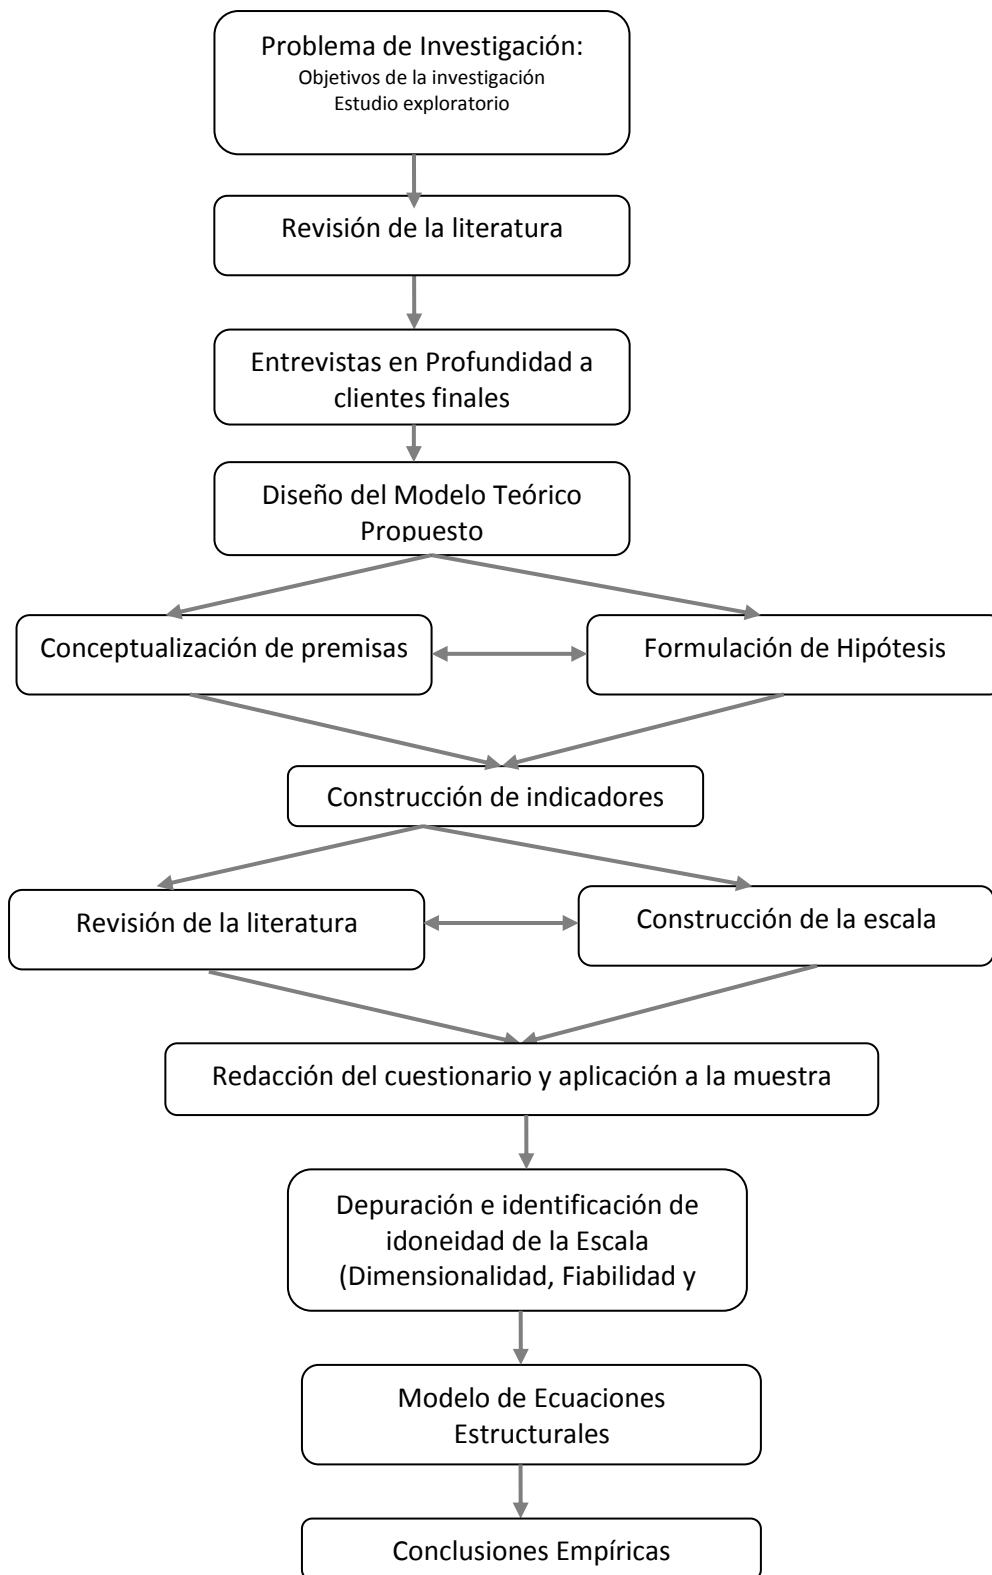 Problema de Investigación:
Objetivos de la investigación
Estudio exploratorio
Revisión de la literatura
Entrevistas en Profundidad a
clientes finales
Diseño del Modelo Teórico
Propuesto
Conceptualización de premisas
Formulación de Hipótesis
Construcción de indicadores
Revisión de la literatura
Construcción de la escala
Redacción del cuestionario y aplicación a la muestra
Depuración e identificación de
idoneidad de la Escala
(Dimensionalidad, Fiabilidad y
Modelo de Ecuaciones
Estructurales
Conclusiones Empíricas